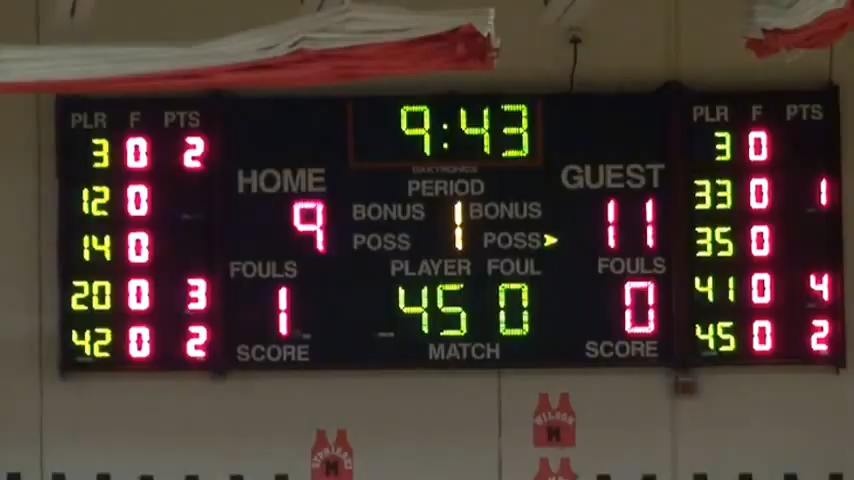 9:43
DAKTRONICS
PLR F PTS
3 0 2
12 0
14 0
20 0 3
42 0 2
HOME
9
FOULS
1
SCORE
PERIOD
BONUS 1 BONUS
POSS POSS
PLAYER FOUL
45 0
MATCH
GUEST
11
FOULS
0
SCORE
PLR F PTS
3 0
33 0 1
35 0
41 0 4
45 0 2
WILSON
M
M